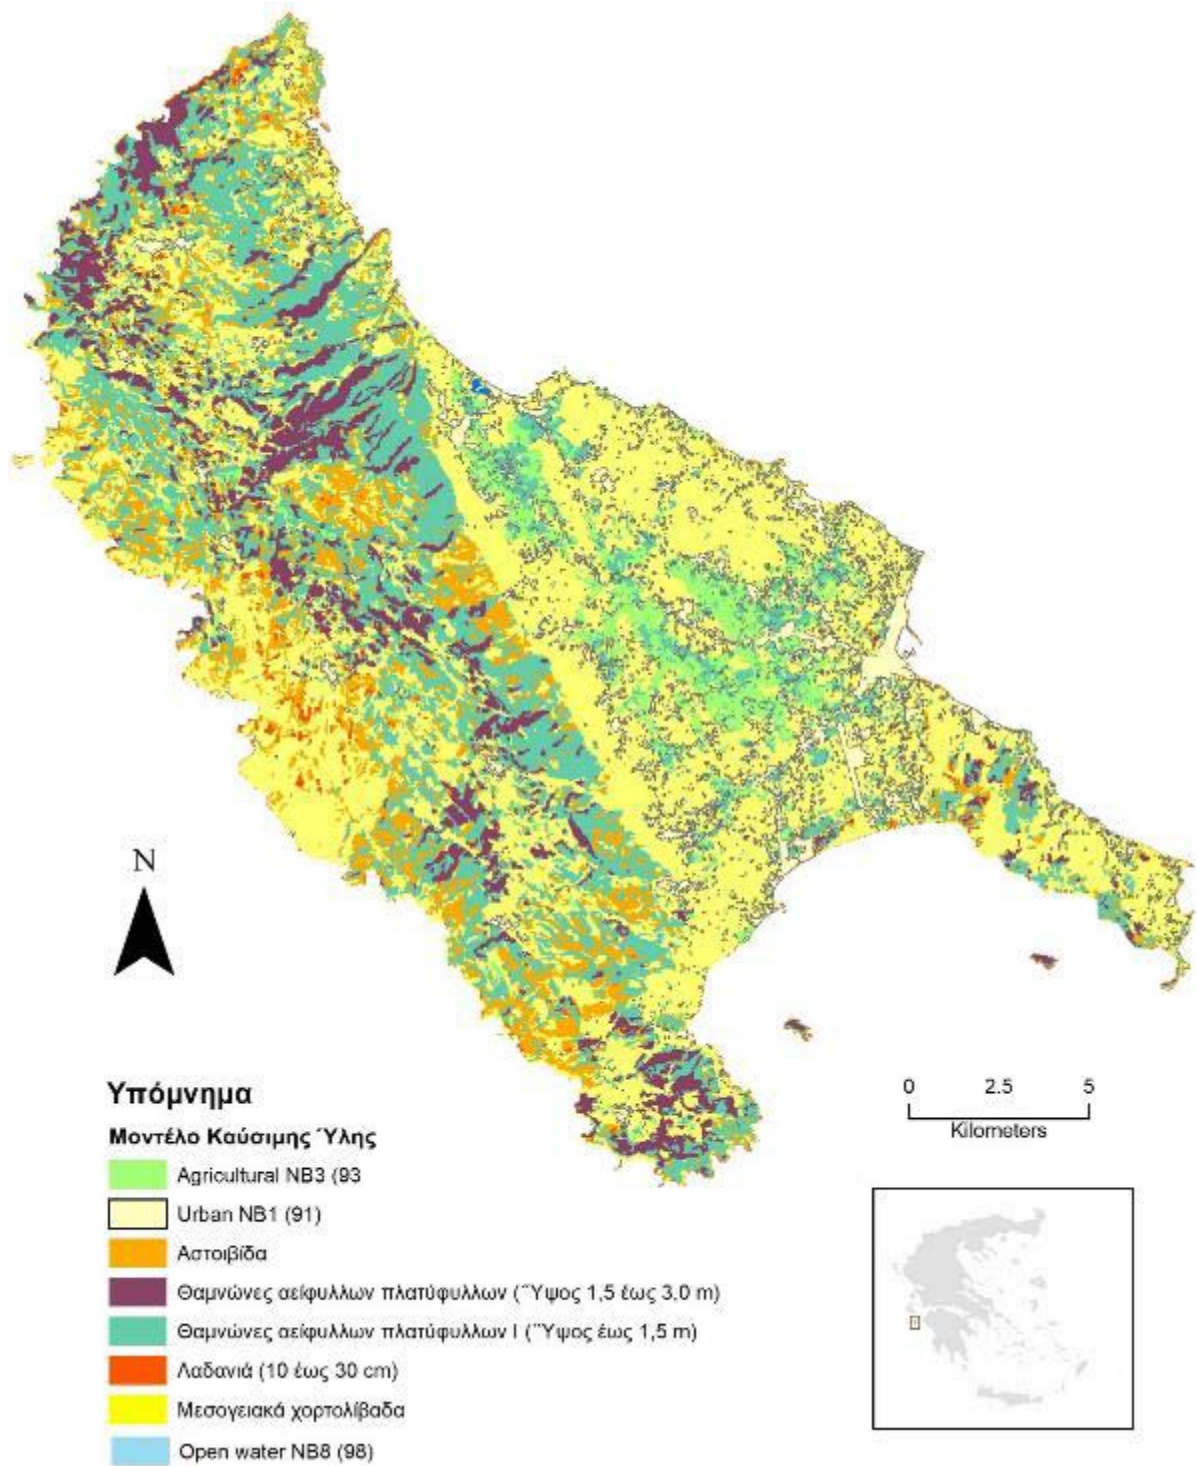 N
0 2.5 5
Kilometers
Υπόμνημα
Μοντέλο Καύσιμης Ύλης
Agricultural NB3 (93
Urban NB1 (91)
Αστοιβίδα
Θαμνώνες αείφυλλων πλατύφυλλων (Ύψος 1,5 έως 3,0 m)
Θαμνώνες αείφυλλων πλατύφυλλων Ι (Ύψος έως 1,5 m)
Λαδανιά (10 έως 30 cm)
Μεσογειακά χορτολίβαδα
Open water NB8 (98)